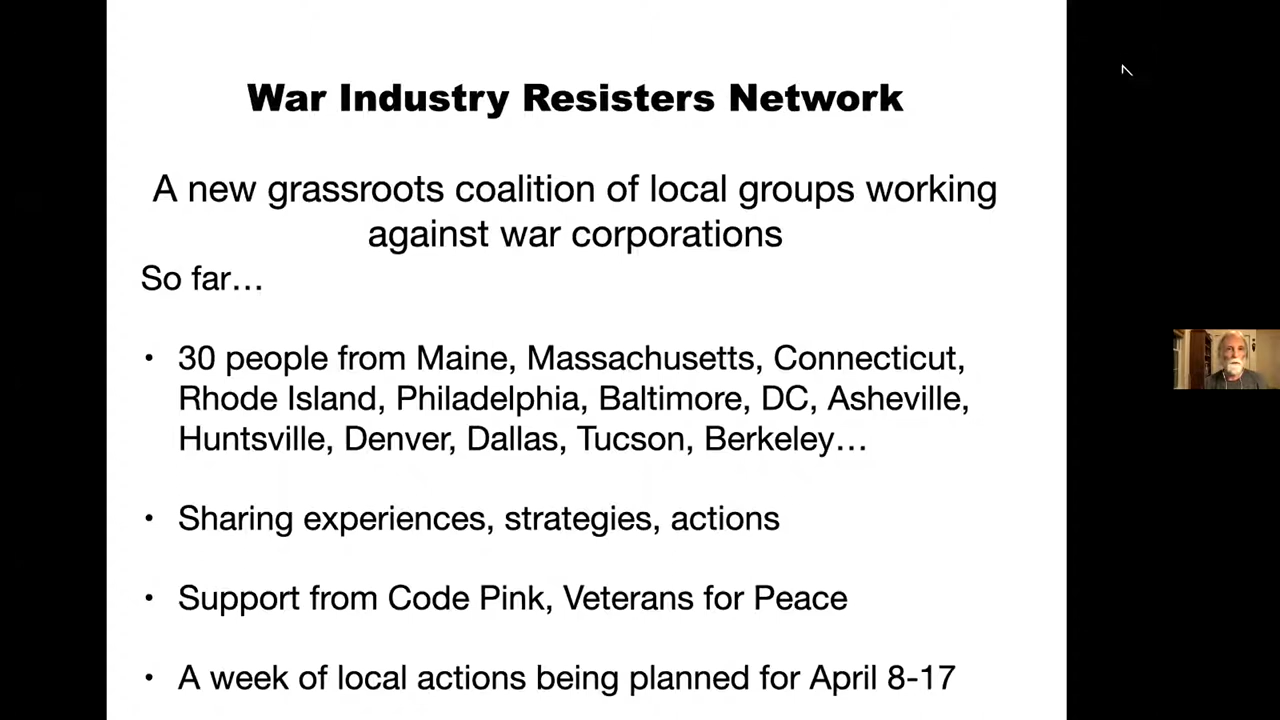 War Industry Resisters Network
A new grassroots coalition of local groups working
against war corporations
So far…
• 30 people from Maine, Massachusetts, Connecticut,
Rhode Island, Philadelphia, Baltimore, DC, Asheville,
Huntsville, Denver, Dallas, Tucson, Berkeley…
• Sharing experiences, strategies, actions
• Support from Code Pink, Veterans for Peace
• A week of local actions being planned for April 8-17